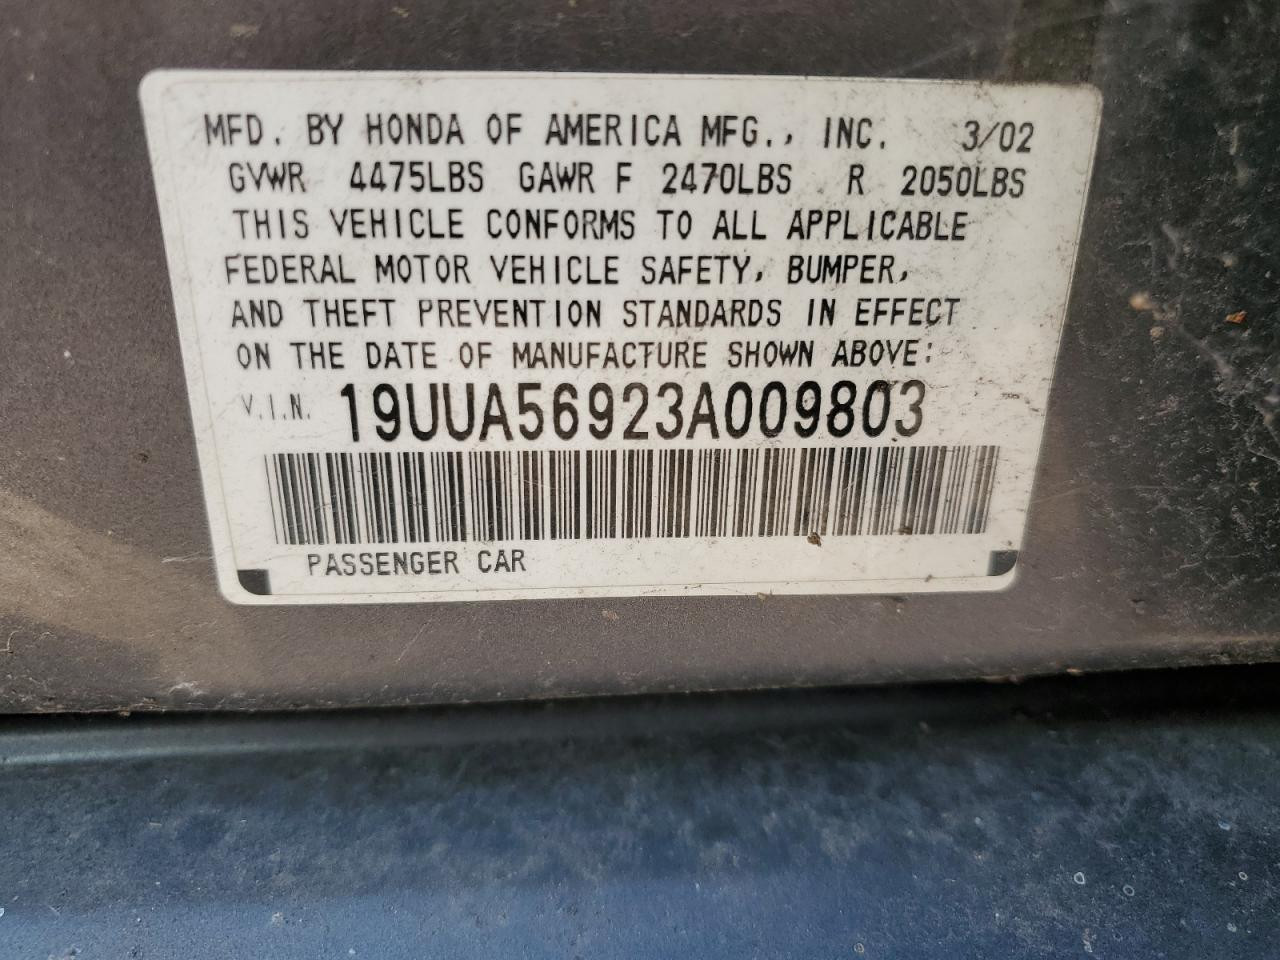 MFD. BY HONDA OF AMERICA MFG., INC. 3/02
GVWR 4475LBS GAWR F 2470LBS R 2050LBS
THIS VEHICLE CONFORMS TO ALL APPLICABLE
FEDERAL MOTOR VEHICLE SAFETY, BUMPER,
AND THEFT PREVENTION STANDARDS IN EFFECT
ON THE DATE OF MANUFACTURE SHOWN ABOVE:
V.I.N. 19UUA56923A009803
PASSENGER CAR